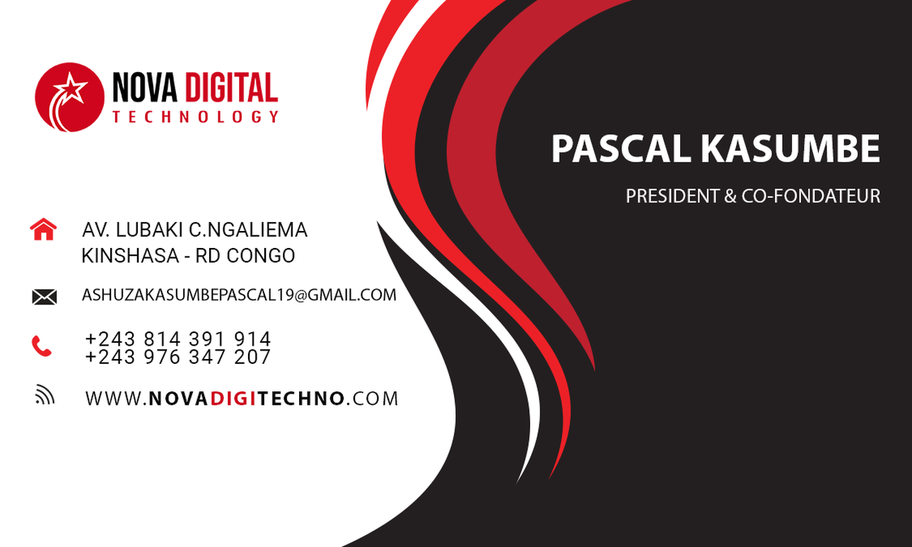 NOVA DIGITAL
TECHNOLOGY
PASCAL KASUMBE
PRESIDENT & CO-FONDATEUR
AV. LUBAKI C.NGALIEMA
KINSHASA - RD CONGO
ASHUZAKASUMBEPASCAL19@GMAIL.COM
+243 814 391 914
+243 976 347 207
WWW.NOVADIGITECHNO.COM